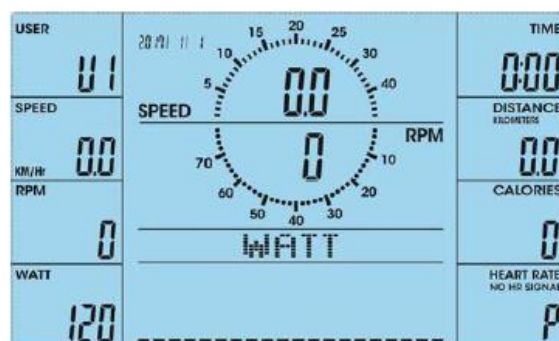 USER
U1
SPEED
KM/Hr 0.0
RPM
0
WATT
120
15 20 25
10 30
5 40
SPEED 0.0
0 RPM
70 10
60 20
50 40 30
WATT
TIME
0:00
DISTANCE
KILOMETERS
0.0
CALORIES
0
HEART RATE
NO HR SIGNAL
P